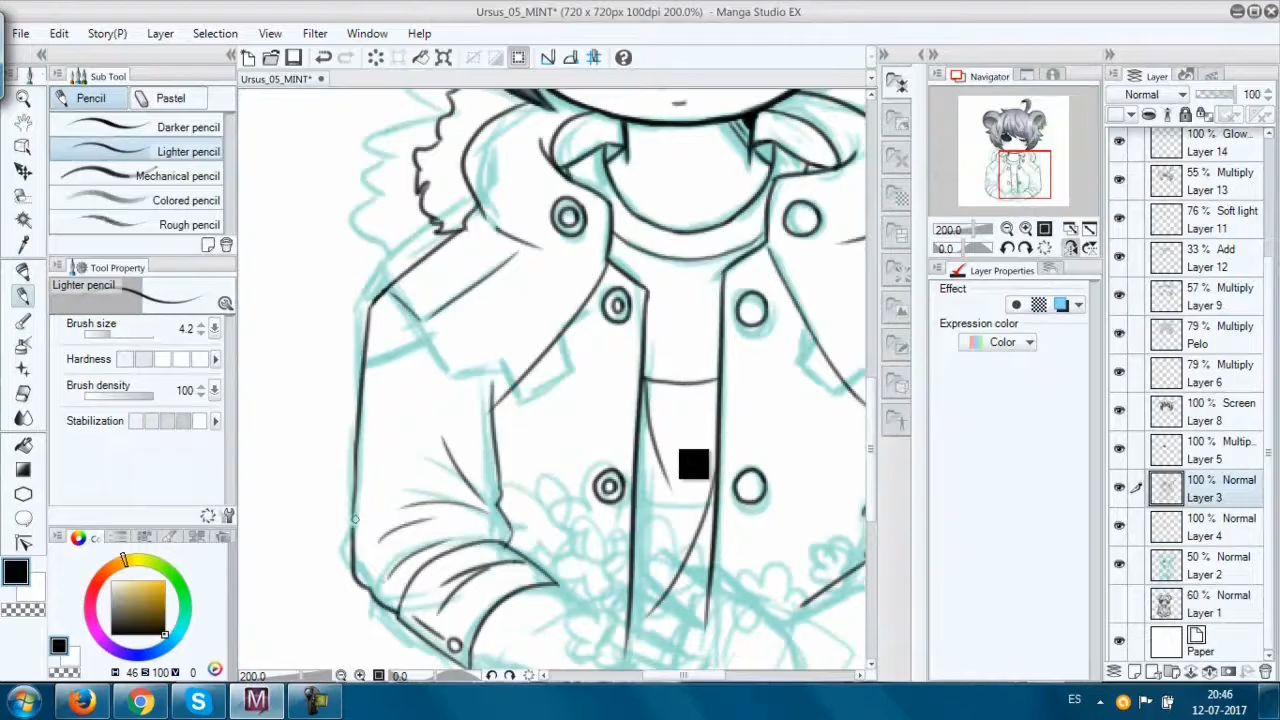 Ursus_05_MINT* (720 x 720px 100dpi 200.0%) - Manga Studio EX
File Edit Story(P) Layer Selection View Filter Window Help
Ursus_05_MINT*
Sub Tool
Pencil Pastel
Darker pencil
Lighter pencil
Mechanical pencil
Colored pencil
Rough pencil
Tool Property
Lighter pencil
Brush size 4.2
Hardness
Brush density 100
Stabilization
Cc
H 46 S 100 V 0
200.0 0.0
Navigator
200.0
0.0
Layer Properties
Effect
Expression color
Color
Layer
Normal 100
100 % Glow...
Layer 14
55 % Multiply
Layer 13
76 % Soft light
Layer 11
33 % Add
Layer 12
57 % Multiply
Layer 9
79 % Multiply
Pelo
79 % Multiply
Layer 6
100 % Screen
Layer 8
100 % Multip...
Layer 5
100 % Normal
Layer 3
100 % Normal
Layer 4
50 % Normal
Layer 2
60 % Normal
Layer 1
Paper
ES
20:46
12-07-2017